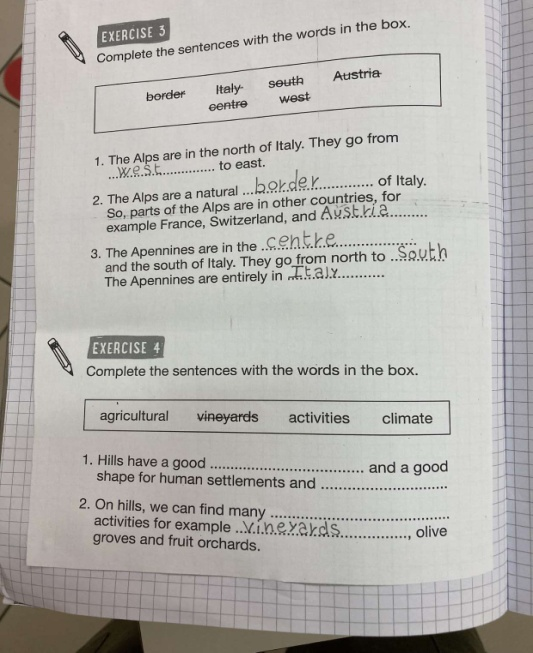 EXERCISE 3
Complete the sentences with the words in the box.
border Italy south Austria
centre west
1. The Alps are in the north of Italy. They go from
...west............... to east.
2. The Alps are a natural ...border.............. of Italy.
So, parts of the Alps are in other countries, for
example France, Switzerland, and Austria..........
3. The Apennines are in the ..centre....................
and the south of Italy. They go from north to ..South
The Apennines are entirely in ..Italy............
EXERCISE 4
Complete the sentences with the words in the box.
agricultural vineyards activities climate
1. Hills have a good .................................... and a good
shape for human settlements and ..............................
2. On hills, we can find many ..........................................
activities for example ...vineyards................, olive
groves and fruit orchards.